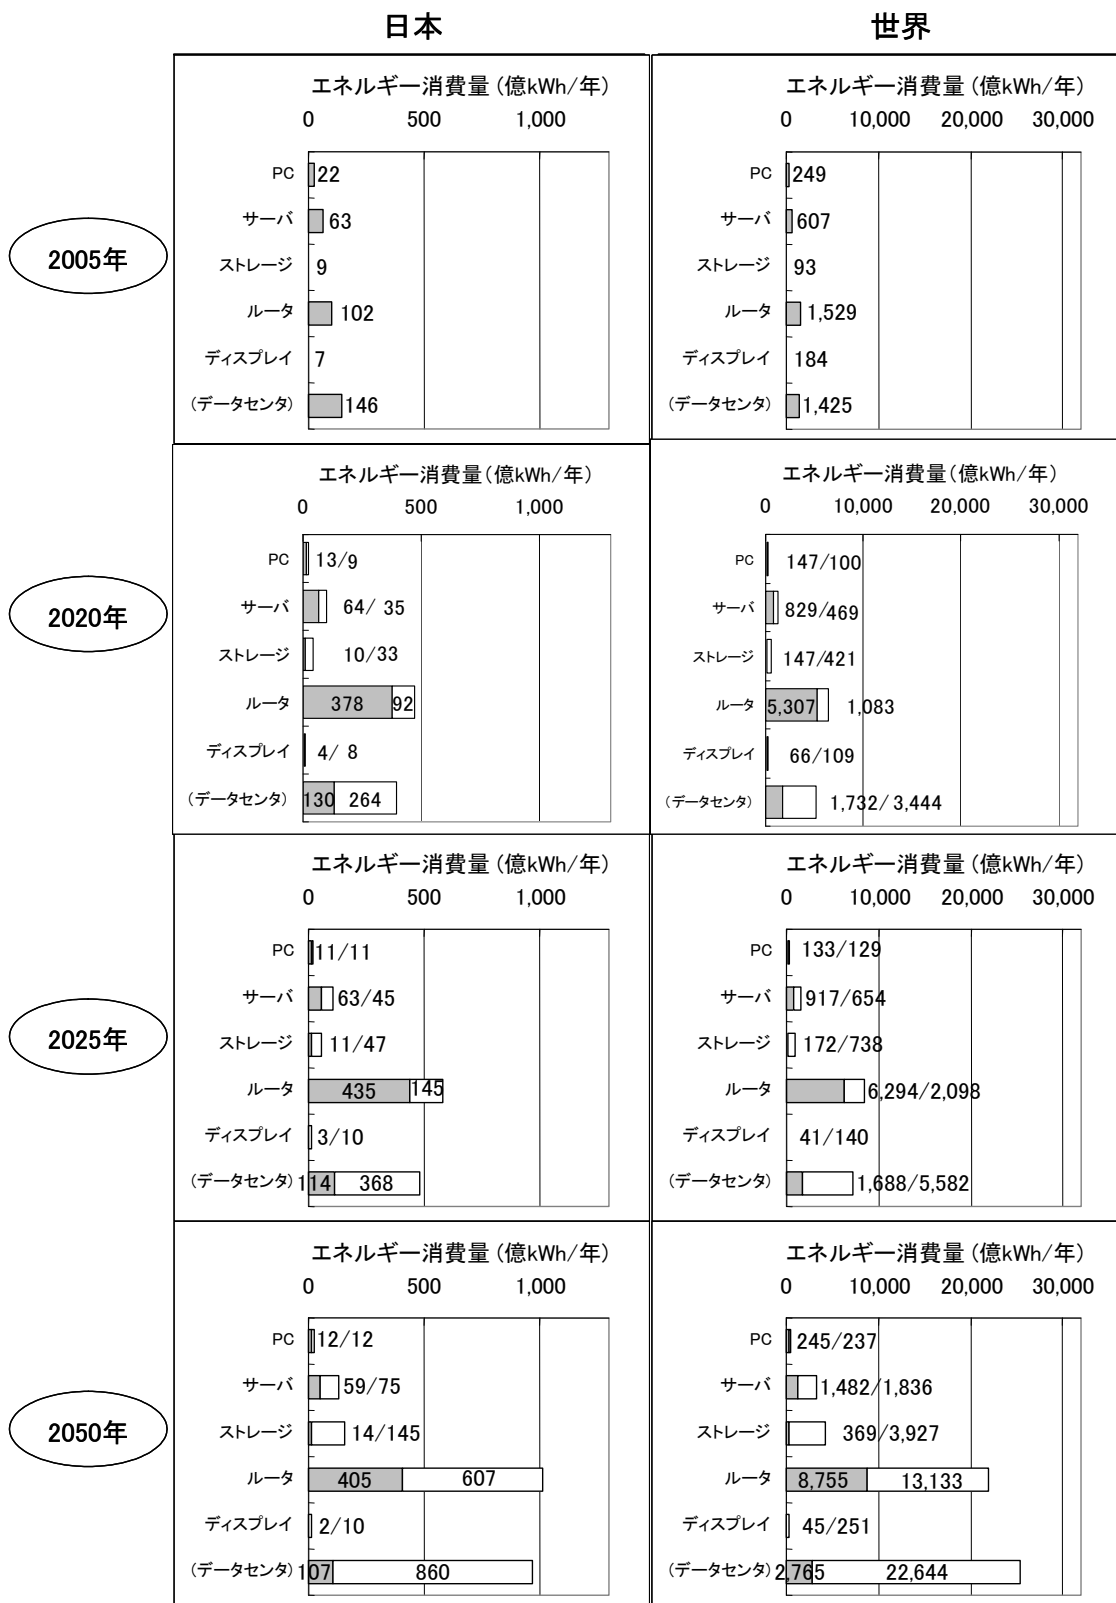 日本
世界
2005年
エネルギー消費量（億kWh/年）
0 500 1,000
PC 22
サーバ 63
ストレージ 9
ルータ 102
ディスプレイ 7
(データセンタ) 146
エネルギー消費量（億kWh/年）
0 10,000 20,000 30,000
PC 249
サーバ 607
ストレージ 93
ルータ 1,529
ディスプレイ 184
(データセンタ) 1,425
2020年
エネルギー消費量（億kWh/年）
0 500 1,000
PC 13/9
サーバ 64/ 35
ストレージ 10/33
ルータ 378 92
ディスプレイ 4/ 8
(データセンタ) 130 264
エネルギー消費量（億kWh/年）
0 10,000 20,000 30,000
PC 147/100
サーバ 829/469
ストレージ 147/421
ルータ 5,307 1,083
ディスプレイ 66/109
(データセンタ) 1,732/3,444
2025年
エネルギー消費量（億kWh/年）
0 500 1,000
PC 11/11
サーバ 63/45
ストレージ 11/47
ルータ 435 145
ディスプレイ 3/10
(データセンタ) 114 368
エネルギー消費量（億kWh/年）
0 10,000 20,000 30,000
PC 133/129
サーバ 917/654
ストレージ 172/738
ルータ 6,294/2,098
ディスプレイ 41/140
(データセンタ) 1,688/5,582
2050年
エネルギー消費量（億kWh/年）
0 500 1,000
PC 12/12
サーバ 59/75
ストレージ 14/145
ルータ 405 607
ディスプレイ 2/10
(データセンタ) 107 860
エネルギー消費量（億kWh/年）
0 10,000 20,000 30,000
PC 245/237
サーバ 1,482/1,836
ストレージ 369/3,927
ルータ 8,755 13,133
ディスプレイ 45/251
(データセンタ) 2,765 22,644